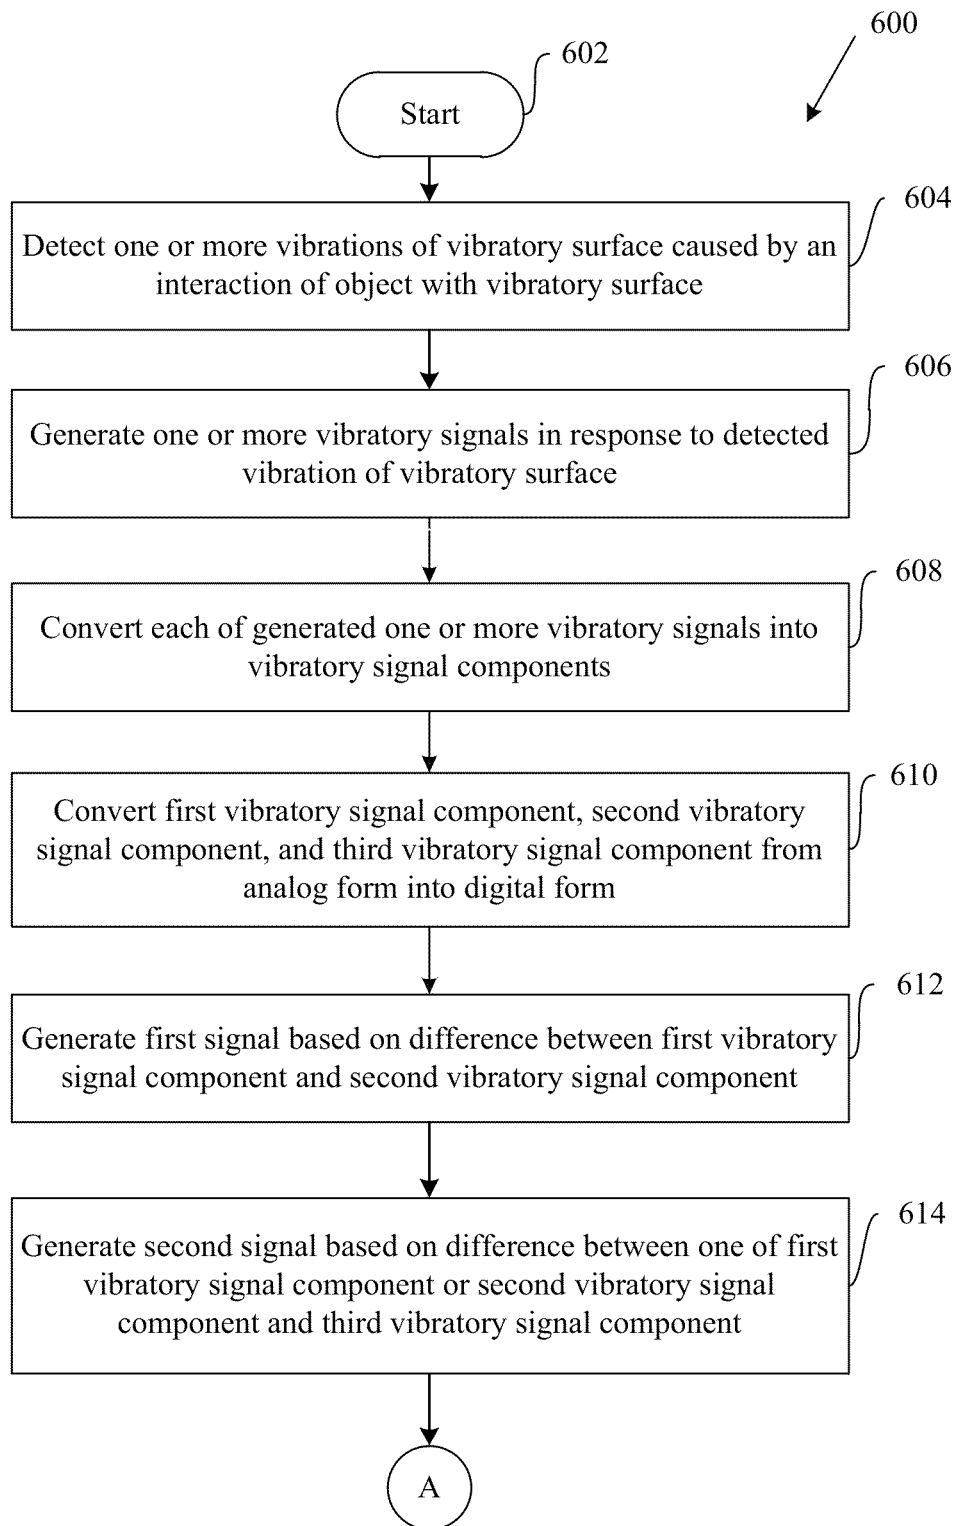 600
602
Start
604
Detect one or more vibrations of vibratory surface caused by an
interaction of object with vibratory surface
606
Generate one or more vibratory signals in response to detected
vibration of vibratory surface
608
Convert each of generated one or more vibratory signals into
vibratory signal components
610
Convert first vibratory signal component, second vibratory
signal component, and third vibratory signal component from
analog form into digital form
612
Generate first signal based on difference between first vibratory
signal component and second vibratory signal component
614
Generate second signal based on difference between one of first
vibratory signal component or second vibratory signal
component and third vibratory signal component
A